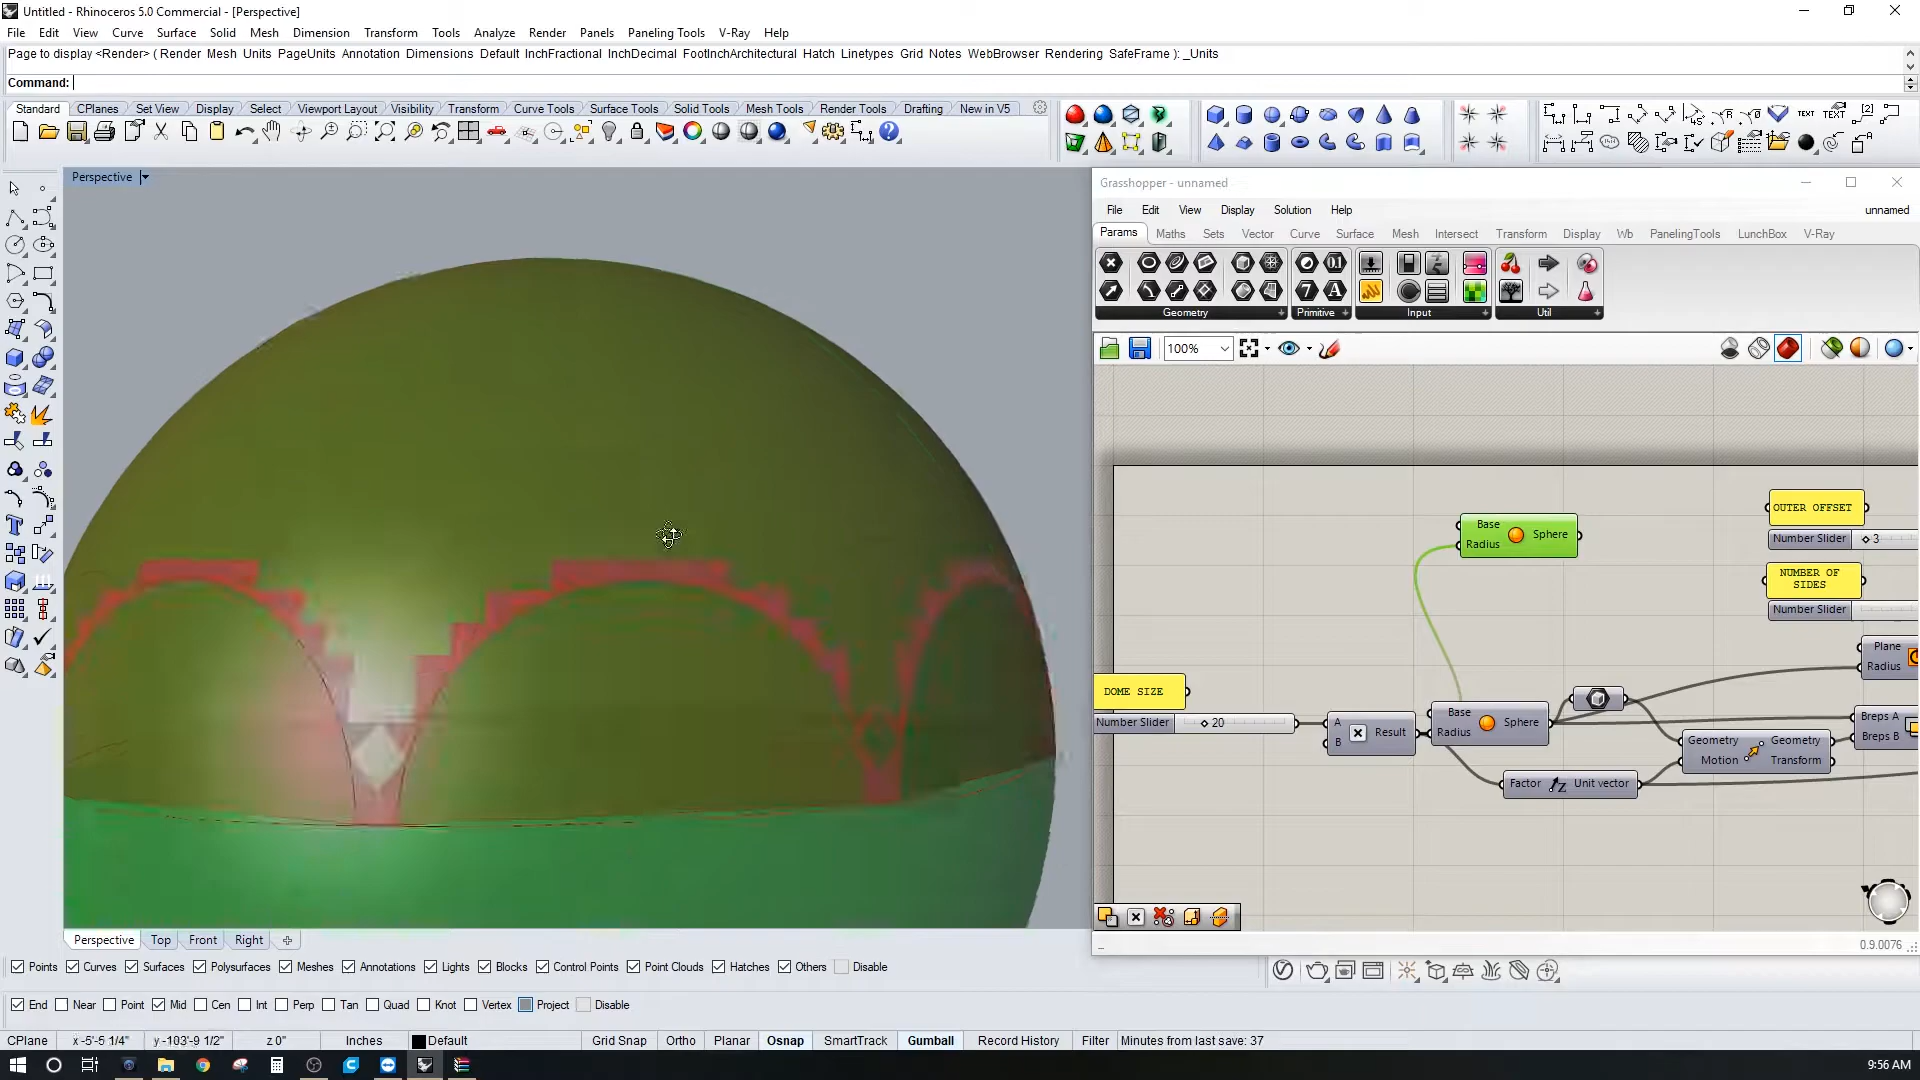 Untitled - Rhinoceros 5.0 Commercial - [Perspective]
File Edit View Curve Surface Solid Mesh Dimension Transform Tools Analyze Render Panels Paneling Tools V-Ray Help
Page to display <Render> ( Render Mesh Units PageUnits Annotation Dimensions Default InchFractional InchDecimal FootInchArchitectural Hatch Linetypes Grid Notes WebBrowser Rendering SafeFrame ): _Units
Command:
Standard CPlanes Set View Display Select Viewport Layout Visibility Transform Curve Tools Surface Tools Solid Tools Mesh Tools Render Tools Drafting New in V5
Perspective
Grasshopper - unnamed
File Edit View Display Solution Help unnamed
Params Maths Sets Vector Curve Surface Mesh Intersect Transform Display Wb PanelingTools LunchBox V-Ray
Geometry Primitive Input Util
100%
OUTER OFFSET
Number Slider 3
Base
Radius Sphere
NUMBER OF
SIDES
Number Slider
Plane
Radius
DOME SIZE
Number Slider 20
A
B Result
Base
Radius Sphere
Breps A
Breps B
Geometry Geometry
Motion Transform
Factor Unit vector
0.9.0076
Perspective Top Front Right
Points Curves Surfaces Polysurfaces Meshes Annotations Lights Blocks Control Points Point Clouds Hatches Others Disable
End Near Point Mid Cen Int Perp Tan Quad Knot Vertex Project Disable
CPlane x -5'-5 1/4" y -103'-9 1/2" z 0" Inches Default Grid Snap Ortho Planar Osnap SmartTrack Gumball Record History Filter Minutes from last save: 37
9:56 AM